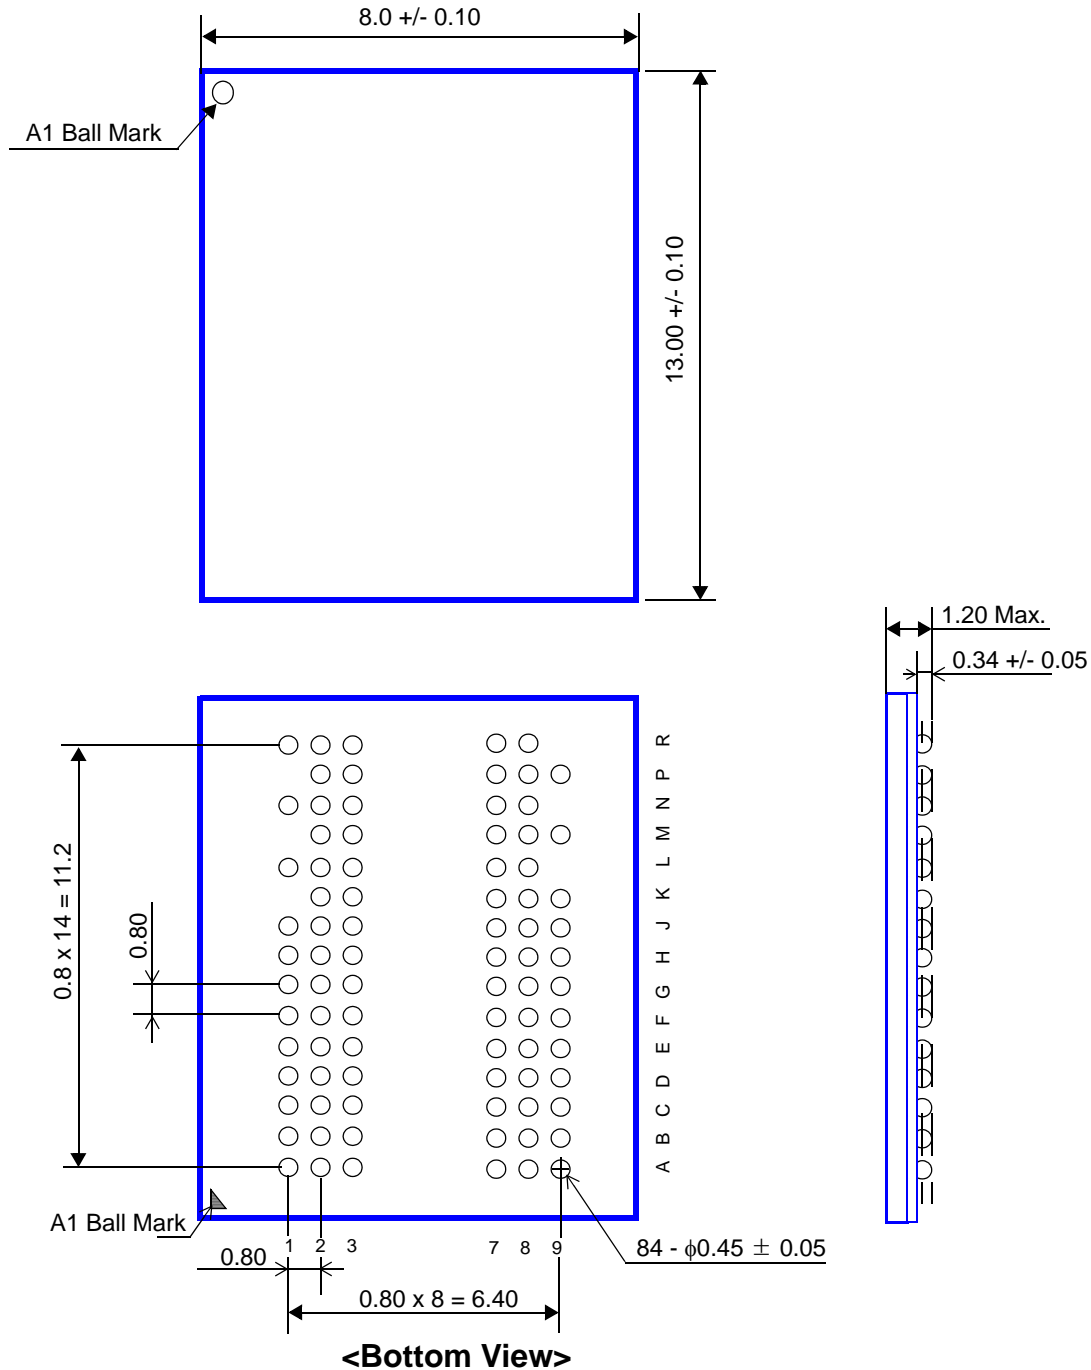 8.0 +/- 0.10
A1 Ball Mark
13.00 +/- 0.10
1.20 Max.
0.34 +/- 0.05
R
P
N
M
L
K
J
H
G
F
E
D
C
B
A
0.8 x 14 = 11.2
0.80
A1 Ball Mark
1 2 3 7 8 9
0.80
84 - ϕ0.45 ± 0.05
0.80 x 8 = 6.40
<Bottom View>